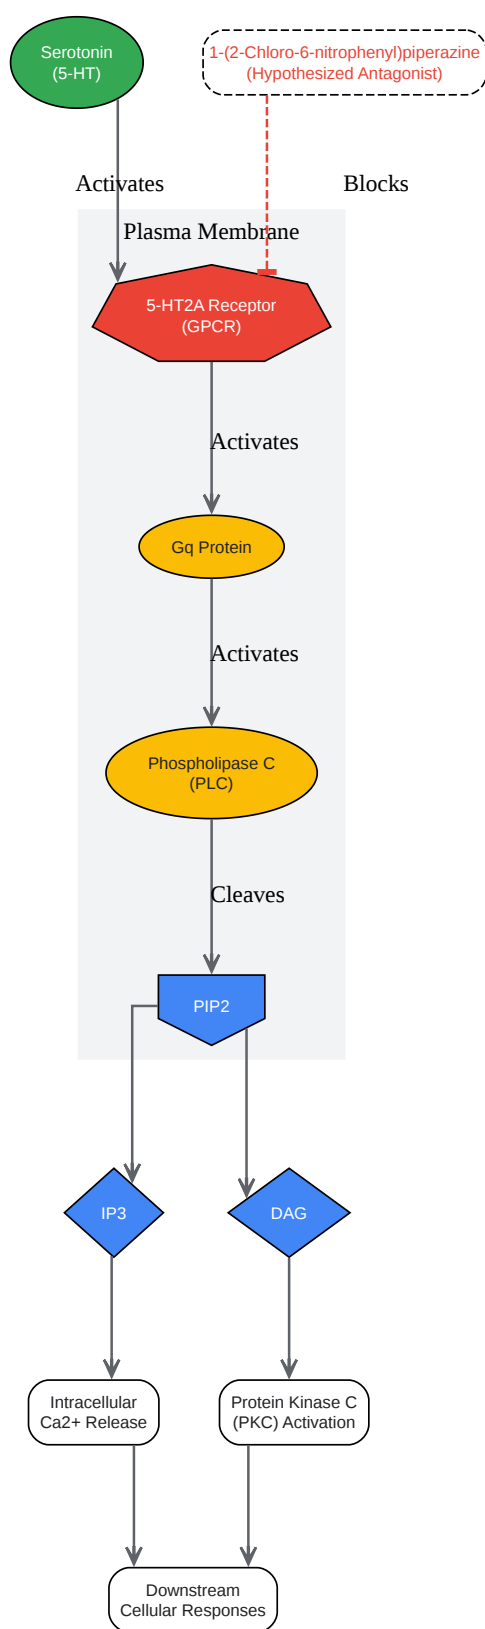 Serotonin
(5-HT)
1-(2-Chloro-6-nitrophenyl)piperazine
(Hypothesized Antagonist)
Activates
Blocks
Plasma Membrane
5-HT2A Receptor
(GPCR)
Activates
Gq Protein
Activates
Phospholipase C
(PLC)
Cleaves
PIP2
IP3
DAG
Intracellular
Ca2+ Release
Protein Kinase C
(PKC) Activation
Downstream
Cellular Responses